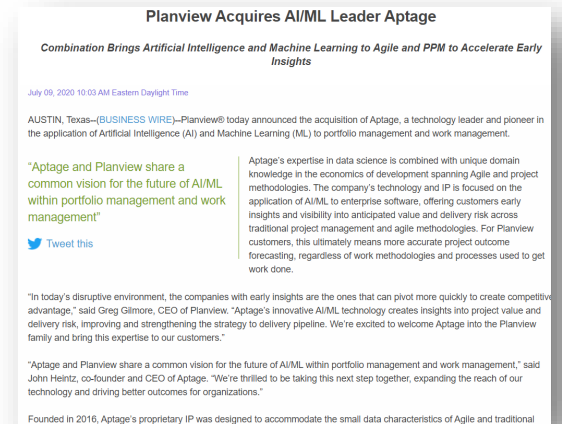 Planview Acquires AI/ML Leader Aptage
Combination Brings Artificial Intelligence and Machine Learning to Agile and PPM to Accelerate Early
Insights
July 09, 2020 10:03 AM Eastern Daylight Time
AUSTIN, Texas--(BUSINESS WIRE)--Planview® today announced the acquisition of Aptage, a technology leader and pioneer in
the application of Artificial Intelligence (AI) and Machine Learning (ML) to portfolio management and work management.
“Aptage and Planview share a
common vision for the future of AI/ML
within portfolio management and work
management”
Tweet this
Aptage’s expertise in data science is combined with unique domain
knowledge in the economics of development spanning Agile and project
methodologies. The company’s technology and IP is focused on the
application of AI/ML to enterprise software, offering customers early
insights and visibility into anticipated value and delivery risk across
traditional project management and agile methodologies. For Planview
customers, this ultimately means more accurate project outcome
forecasting, regardless of work methodologies and processes used to get
work done.
“In today’s disruptive environment, the companies with early insights are the ones that can pivot more quickly to create competitive
advantage,” said Greg Gilmore, CEO of Planview. “Aptage’s innovative AI/ML technology creates insights into project value and
delivery risk, improving and strengthening the strategy to delivery pipeline. We’re excited to welcome Aptage into the Planview
family and bring this expertise to our customers.”
“Aptage and Planview share a common vision for the future of AI/ML within portfolio management and work management,” said
John Heintz, co-founder and CEO of Aptage. “We’re thrilled to be taking this next step together, expanding the reach of our
technology and driving better outcomes for organizations.”
Founded in 2016, Aptage’s proprietary IP was designed to accommodate the small data characteristics of Agile and traditional